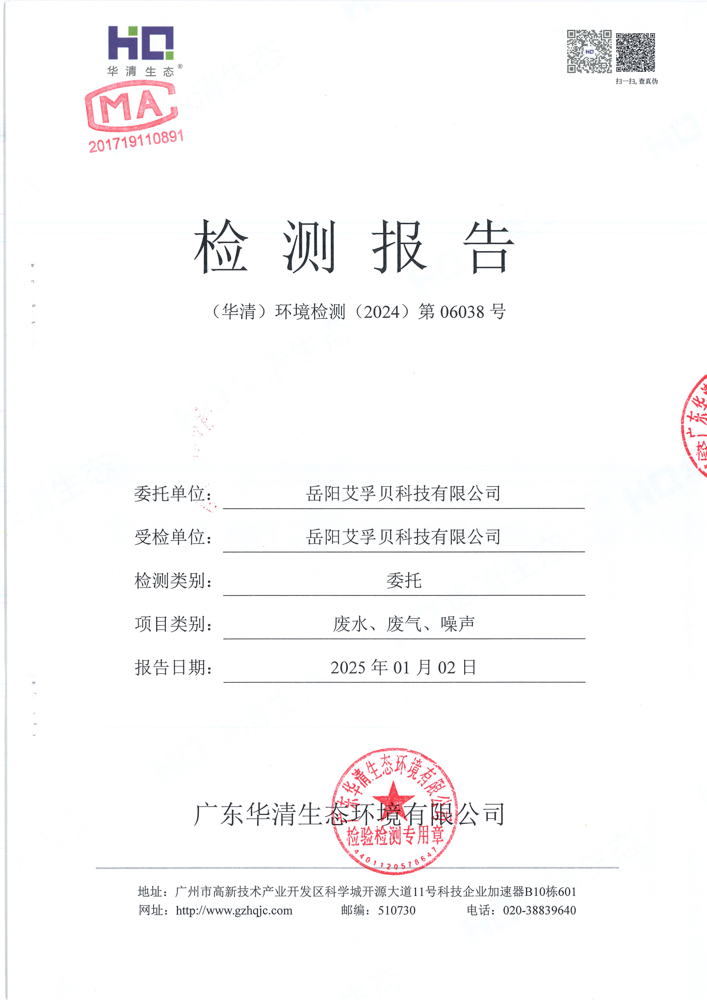 HQ
华清生态®
扫一扫,查真伪
MA
201719110891
检测报告
（华清）环境检测（2024）第 06038 号
委托单位： 岳阳艾孚贝科技有限公司
受检单位： 岳阳艾孚贝科技有限公司
检测类别： 委托
项目类别： 废水、废气、噪声
报告日期： 2025 年 01 月 02 日
广东华清生态环境有限公司
广东华清生态环境有限公司
检验检测专用章
4401120578647
地址：广州市高新技术产业开发区科学城开源大道11号科技企业加速器B10栋601
网址：http://www.gzhqjc.com 邮编：510730 电话：020-38839640